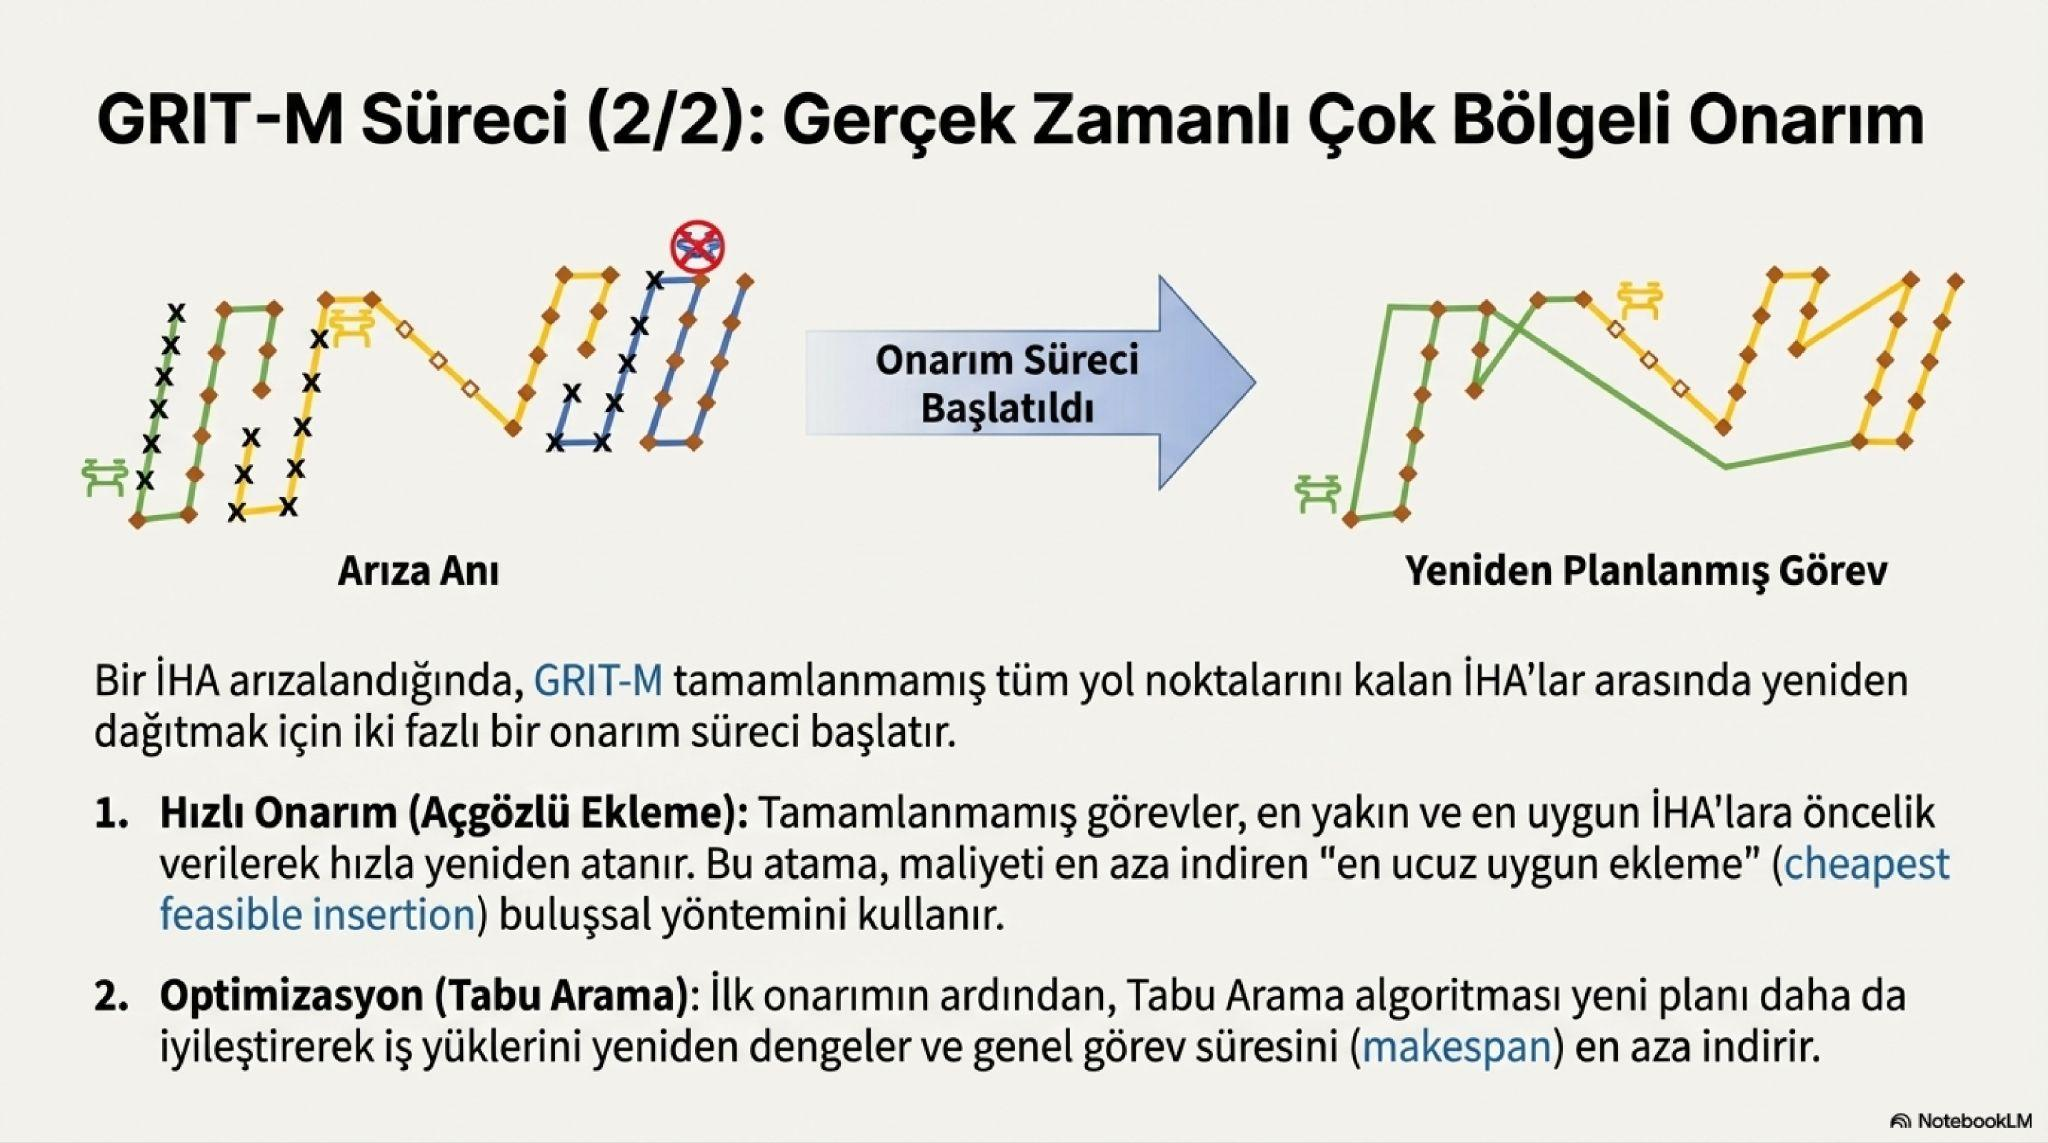 GRIT-M Süreci (2/2): Gerçek Zamanlı Çok Bölgeli Onarım
Onarım Süreci
Başlatıldı
Arıza Anı
Yeniden Planlanmış Görev
Bir İHA arızalandığında, GRIT-M tamamlanmamış tüm yol noktalarını kalan İHA'lar arasında yeniden
dağıtmak için iki fazlı bir onarım süreci başlatır.
1. Hızlı Onarım (Açgözlü Ekleme): Tamamlanmamış görevler, en yakın ve en uygun İHA'lara öncelik
verilerek hızla yeniden atanır. Bu atama, maliyeti en aza indiren “en ucuz uygun ekleme” (cheapest
feasible insertion) buluşsal yöntemini kullanır.
2. Optimizasyon (Tabu Arama): İlk onarımın ardından, Tabu Arama algoritması yeni planı daha da
iyileştirerek iş yüklerini yeniden dengeler ve genel görev süresini (makespan) en aza indirir.
NotebookLM